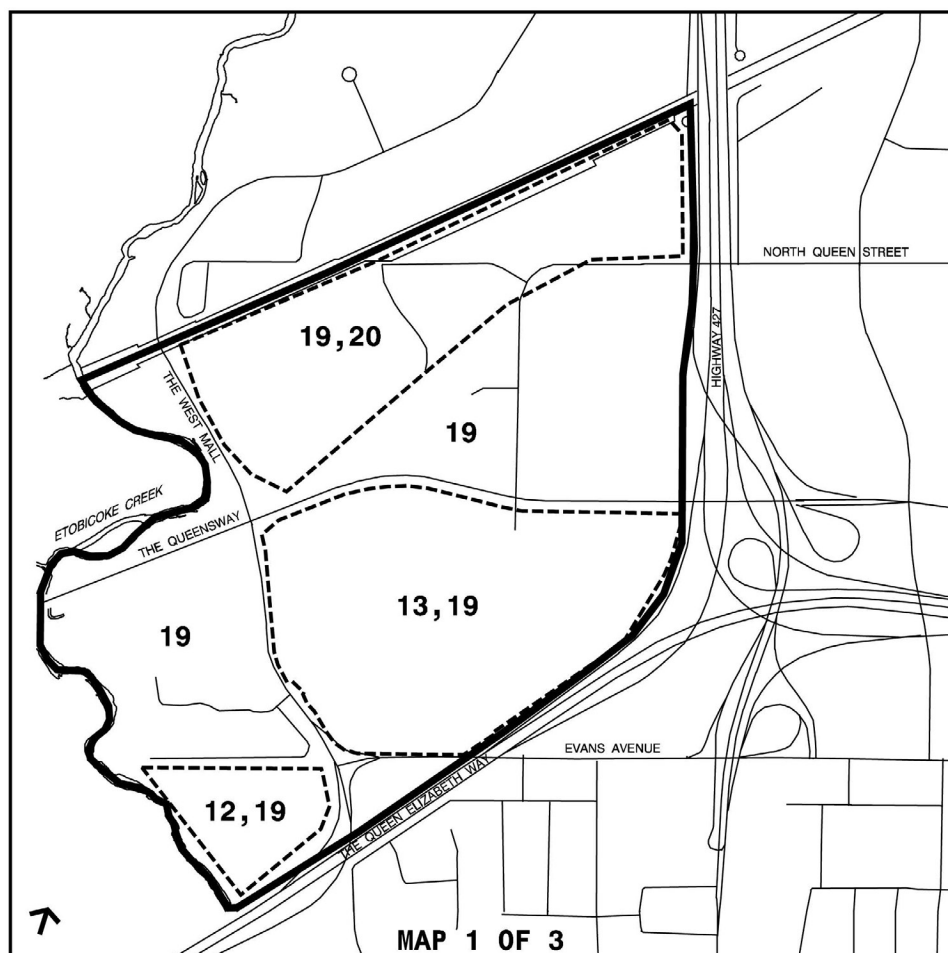 NORTH QUEEN STREET
HIGHWAY 427
19,20
THE WEST MALL
19
ETOBICOKE CREEK
THE QUEENSWAY
13,19
19
EVANS AVENUE
12,19
THE QUEEN ELIZABETH WAY
MAP 1 OF 3